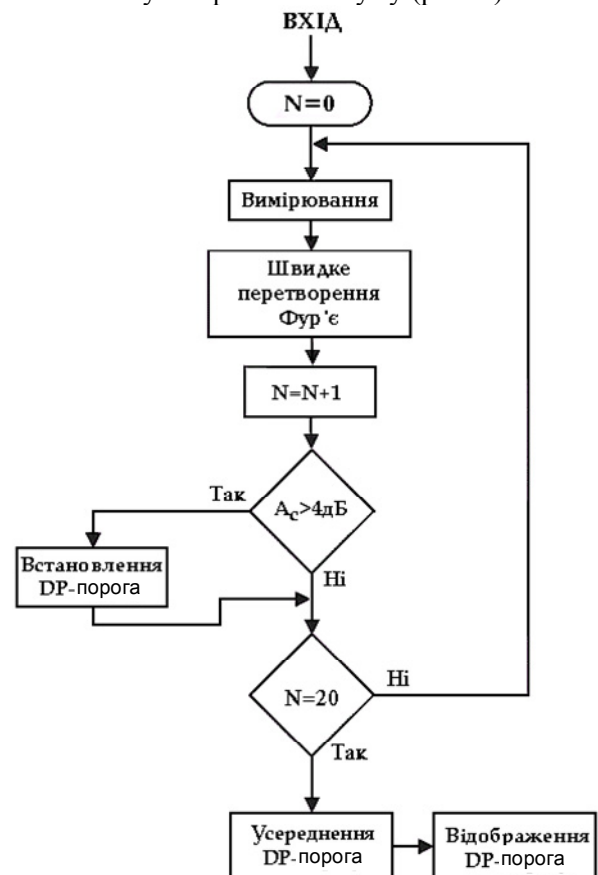 ВХІД
N=0
Вимірювання
Швидке
перетворення
Фур'є
N=N+1
Aс>4дБ
Так
Встановлення
DP-порога
Ні
N=20
Ні
Так
Усереднення
DP-порога
Відображення
DP-порога